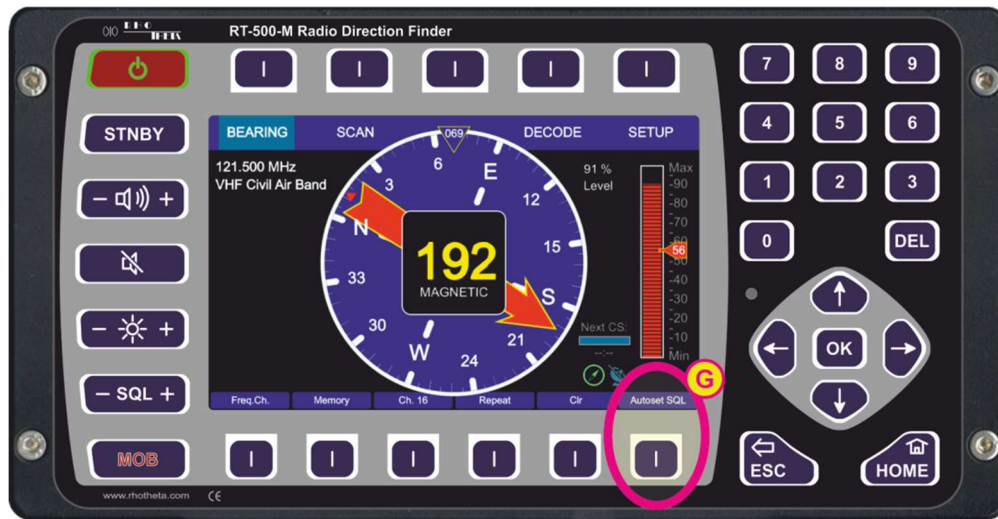 RHO
THETA
RT-500-M Radio Direction Finder
I I I I I
7 8 9
STNBY
4 5 6
BEARING SCAN 069 DECODE SETUP
121.500 MHz
VHF Civil Air Band
91 %
Level
Max
-90
-80
-70
-60
56
-50
-40
-30
-20
-10
Min
1 2 3
- +
0 DEL
N 3 6 E 12 15 S 21 24 W 30 33
192
MAGNETIC
- +
Next CS:
--:--
OK
G
- SQL +
Freq.Ch. Memory Ch. 16 Repeat Clr Autoset SQL
MOB
I I I I I I
ESC HOME
www.rhotheta.com CE